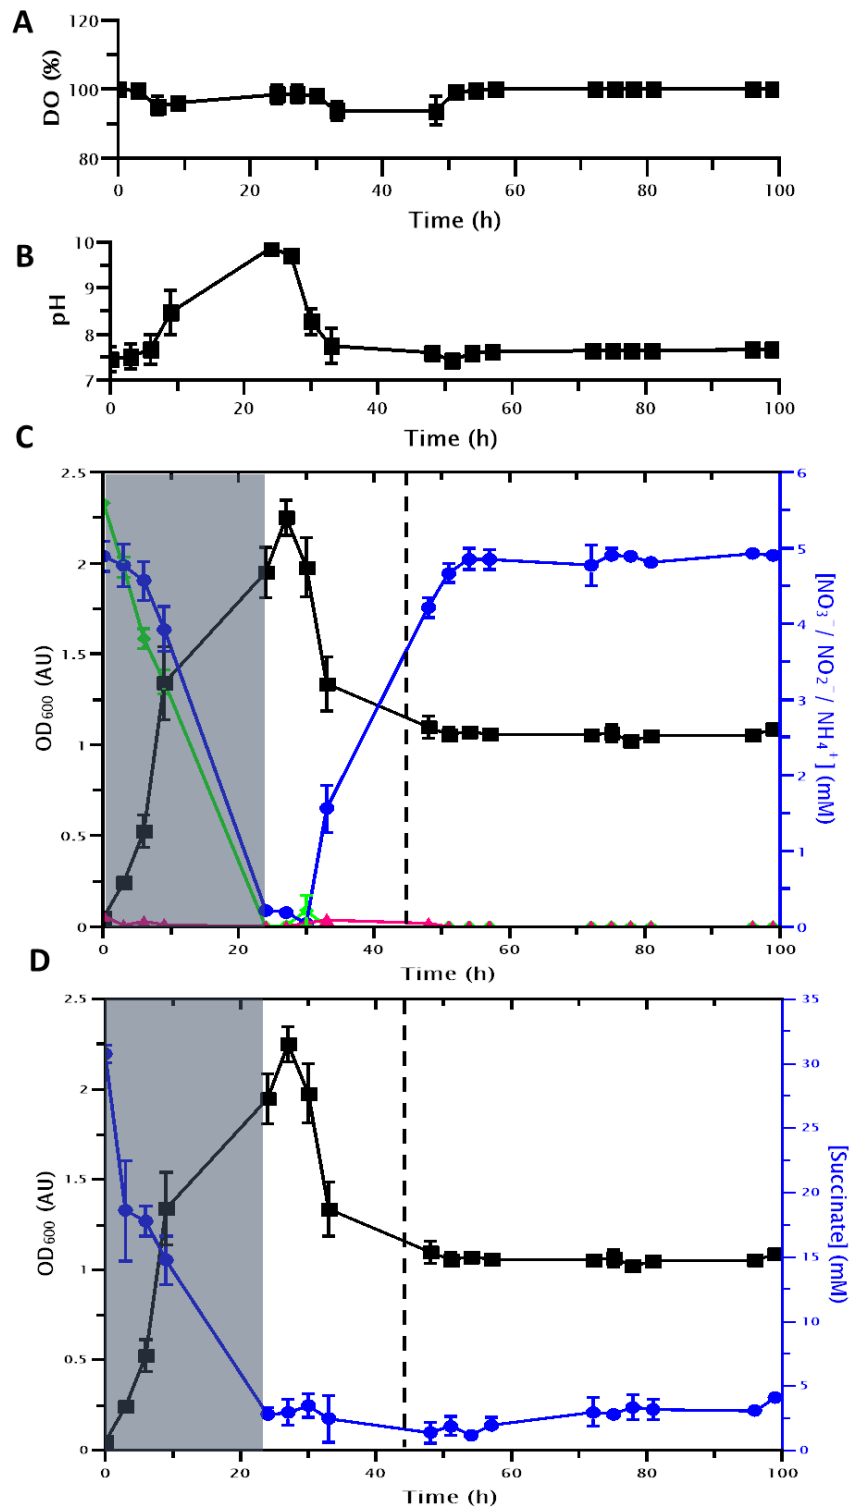 A
DO (%)
120
100
80
0 20 40 60 80 100
Time (h)
B
pH
10
9
8
7
0 20 40 60 80 100
Time (h)
C
OD600 (AU)
2.5
2
1.5
1
0.5
0
6
5
4
3
2
1
0
[NO3⁻/ NO2⁻/ NH4⁺] (mM)
0 20 40 60 80 100
Time (h)
D
OD600 (AU)
2.5
2
1.5
1
0.5
0
35
30
25
20
15
10
5
0
[Succinate] (mM)
0 20 40 60 80 100
Time (h)